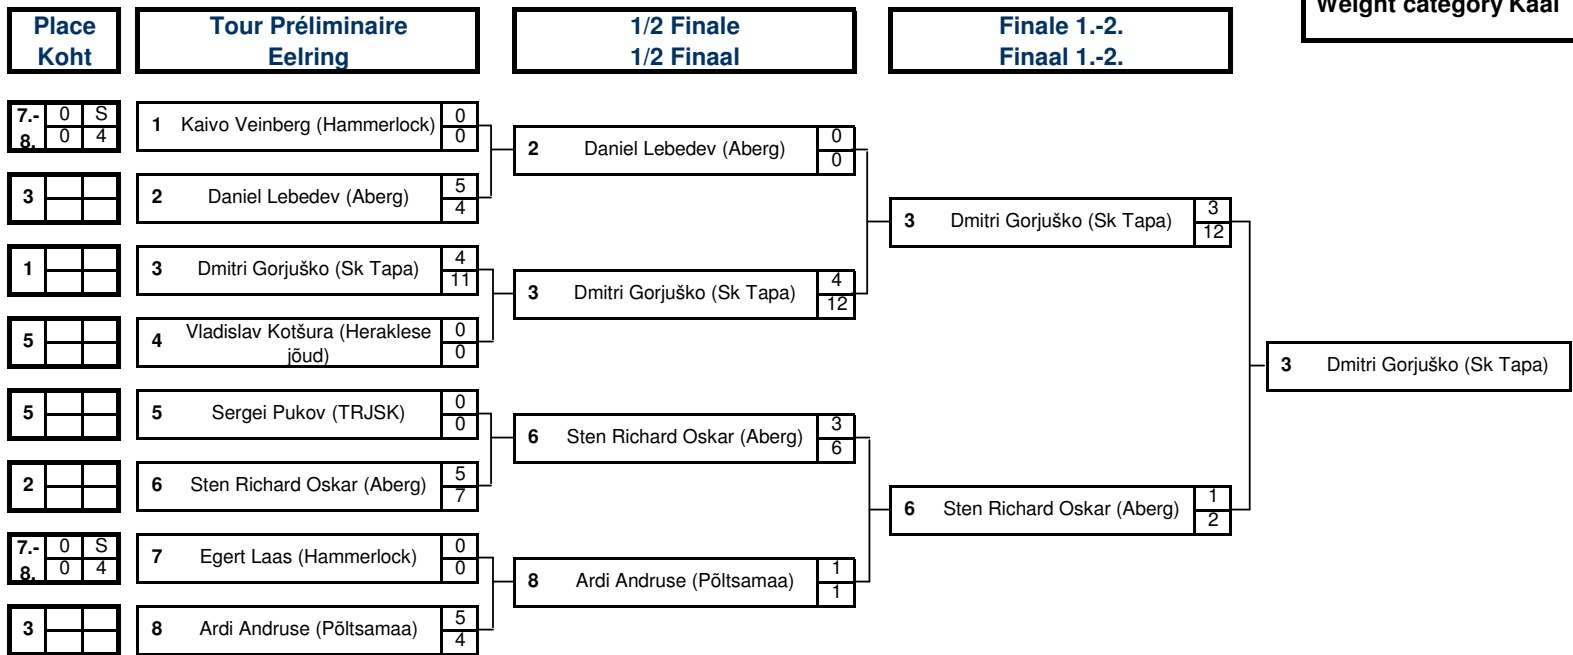 Weight category Kaal
Place
Koht
Tour Préliminaire
Eelring
1/2 Finale
1/2 Finaal
Finale 1.-2.
Finaal 1.-2.
7.-
8.
0 S
0 4
1 Kaivo Veinberg (Hammerlock) 0
0
3
2 Daniel Lebedev (Aberg) 5
4
1
3 Dmitri Gorjuško (Sk Tapa) 4
11
5
4 Vladislav Kotšura (Heraklese
jõud) 0
0
5
5 Sergei Pukov (TRJSK) 0
0
2
6 Sten Richard Oskar (Aberg) 5
7
7.-
8.
0 S
0 4
7 Egert Laas (Hammerlock) 0
0
3
8 Ardi Andruse (Põltsamaa) 5
4
2 Daniel Lebedev (Aberg) 0
0
3 Dmitri Gorjuško (Sk Tapa) 4
12
6 Sten Richard Oskar (Aberg) 3
6
8 Ardi Andruse (Põltsamaa) 1
1
3 Dmitri Gorjuško (Sk Tapa) 3
12
6 Sten Richard Oskar (Aberg) 1
2
3 Dmitri Gorjuško (Sk Tapa)